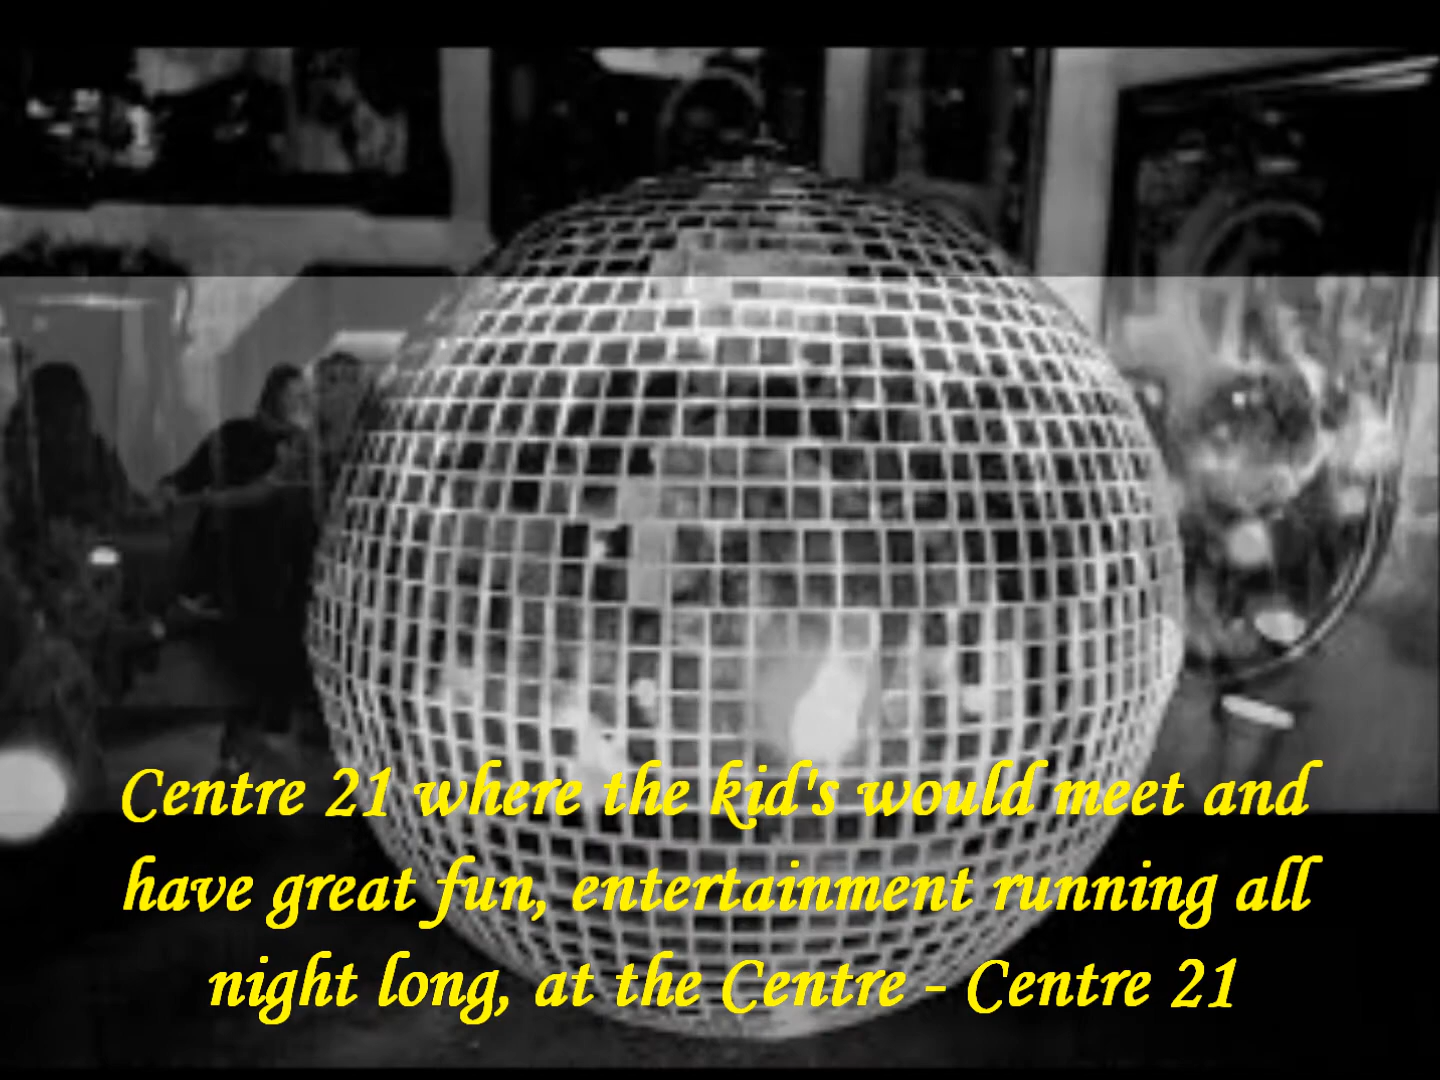 Centre 21 where the kid's would meet and
have great fun, entertainment running all
night long, at the Centre - Centre 21